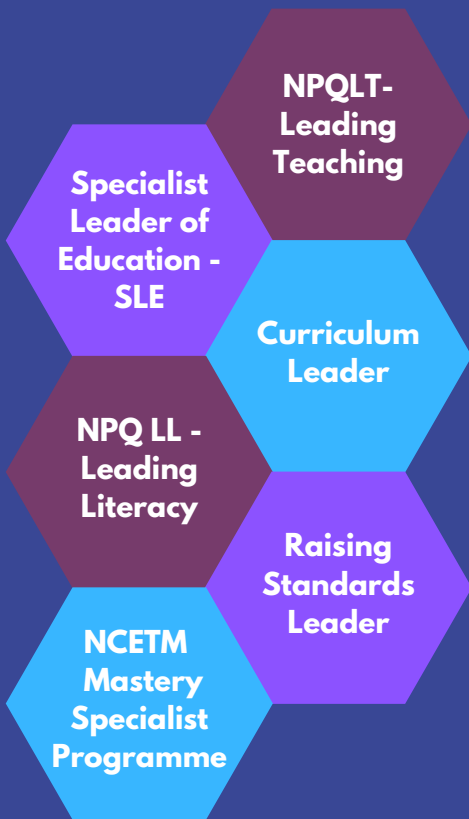 NPQLT-
Leading
Teaching
Specialist
Leader of
Education -
SLE
Curriculum
Leader
NPQ LL -
Leading
Literacy
Raising
Standards
Leader
NCETM
Mastery
Specialist
Programme